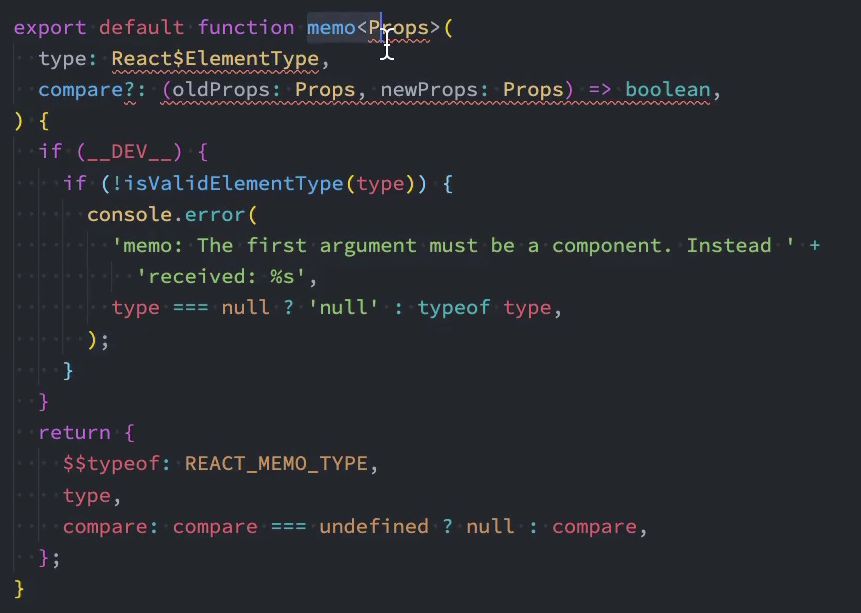 export default function memo<Props>(
  type: React$ElementType,
  compare?: (oldProps: Props, newProps: Props) => boolean,
) {
  if (__DEV__) {
    if (!isValidElementType(type)) {
      console.error(
        'memo: The first argument must be a component. Instead ' +
          'received: %s',
        type === null ? 'null' : typeof type,
      );
    }
  }
  return {
    $$typeof: REACT_MEMO_TYPE,
    type,
    compare: compare === undefined ? null : compare,
  };
}